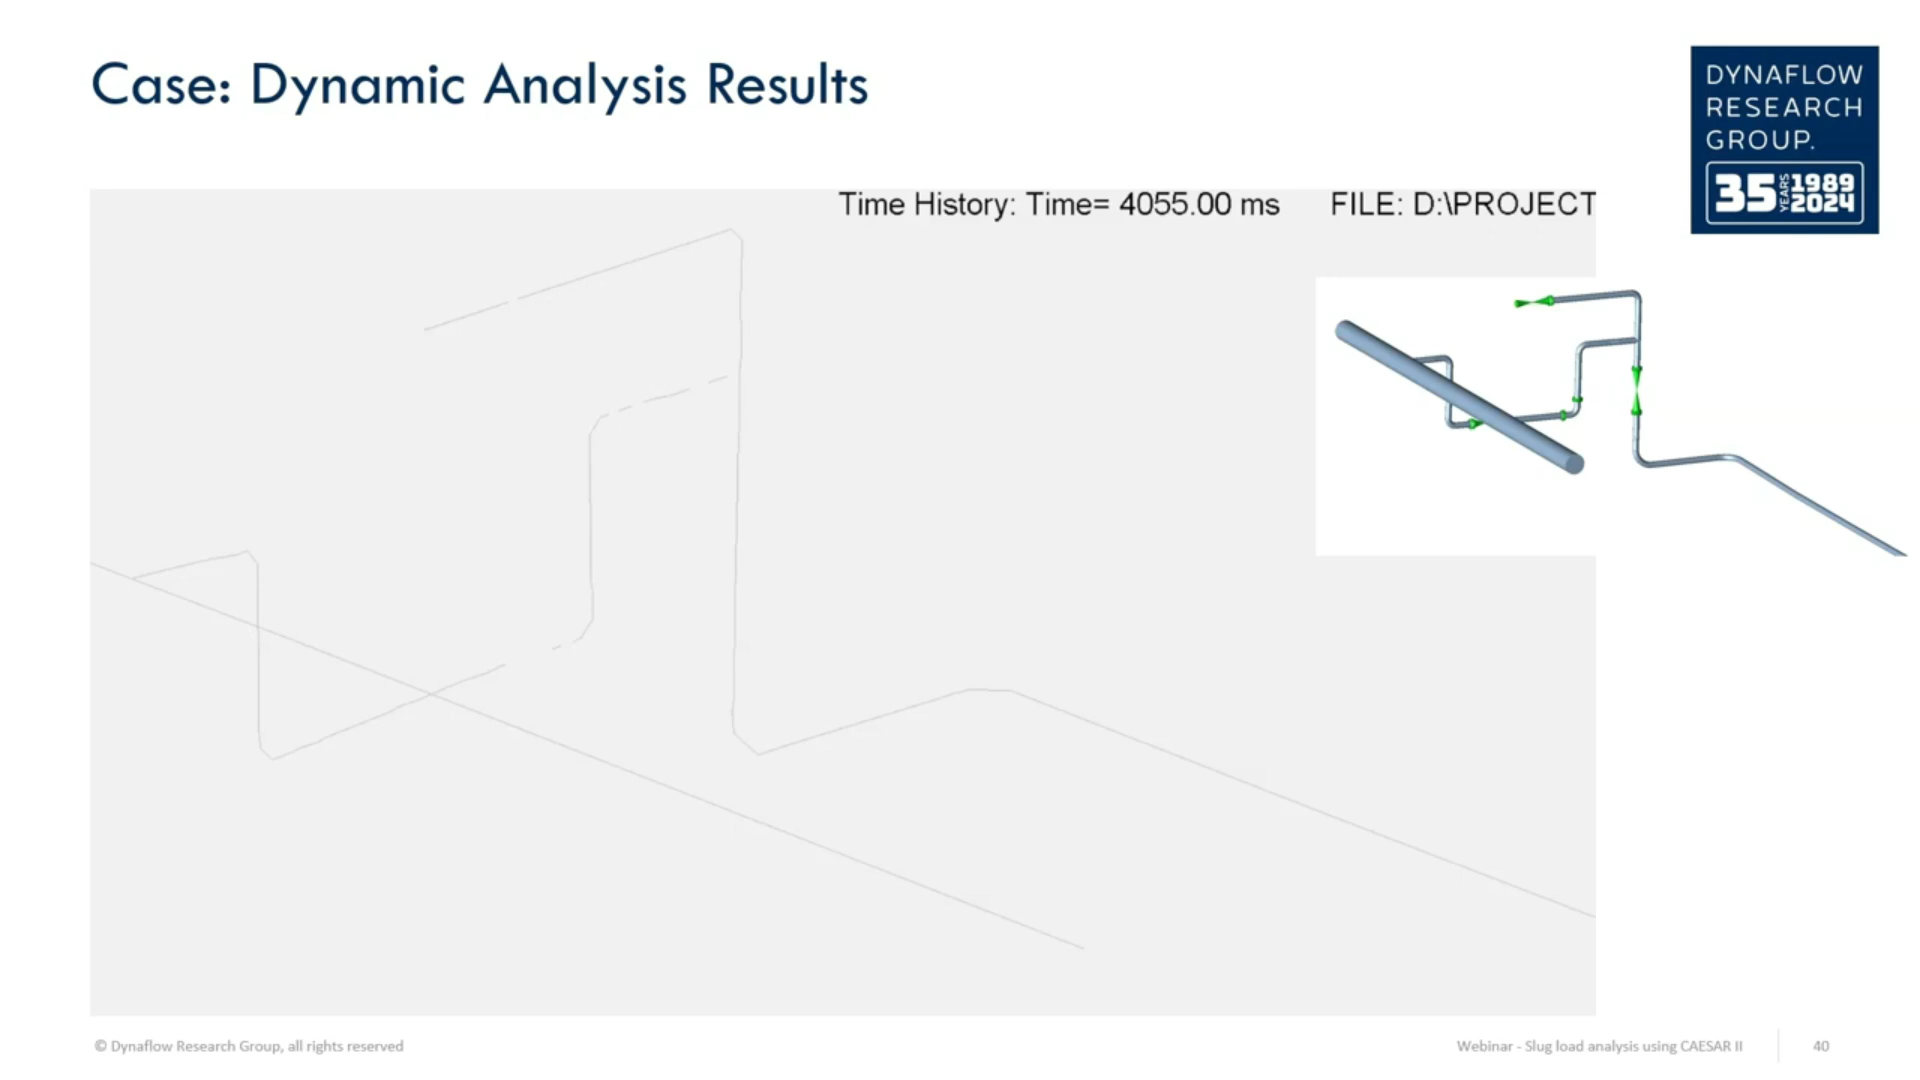 Case: Dynamic Analysis Results
DYNAFLOW
RESEARCH
GROUP.
35 YEARS 1989
2024
Time History: Time= 4055.00 ms FILE: D:\PROJECT
© Dynaflow Research Group, all rights reserved
Webinar - Slug load analysis using CAESAR II
40